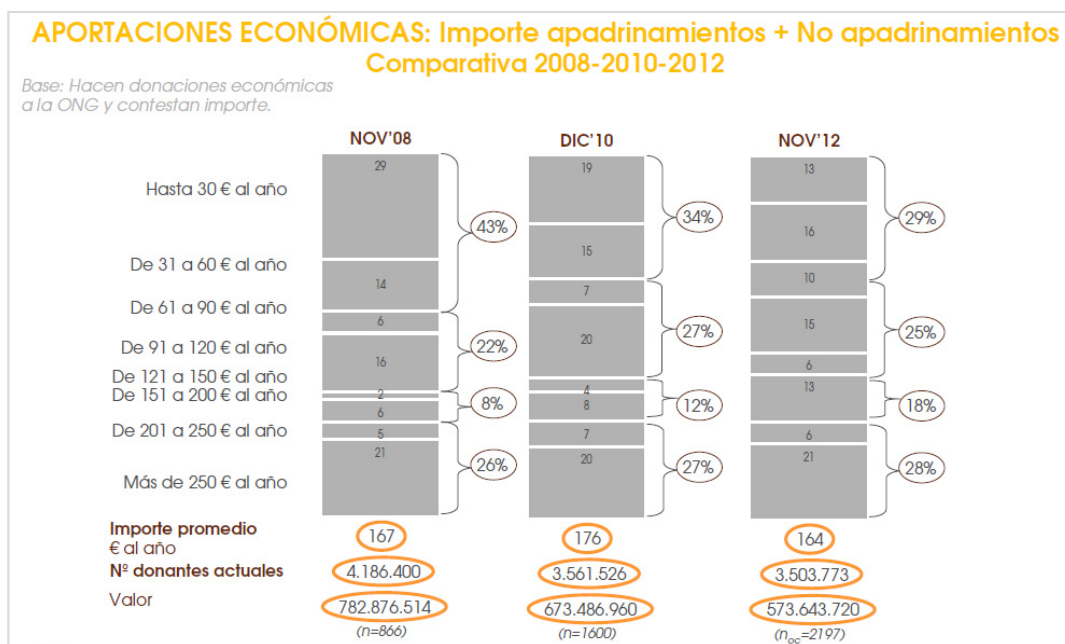 APORTACIONES ECONÓMICAS: Importe apadrinamientos + No apadrinamientos
Comparativa 2008-2010-2012
Base: Hacen donaciones económicas
a la ONG y contestan importe.
NOV'08 DIC'10 NOV'12
Hasta 30 € al año
29 19 13
43% 34% 29%
16
De 31 a 60 € al año
14 15 10
De 61 a 90 € al año
6 7 15
De 91 a 120 € al año
16 20 6
22% 27% 25%
De 121 a 150 € al año
2 4 13
De 151 a 200 € al año
6 8
8% 12% 18%
De 201 a 250 € al año
5 7 6
Más de 250 € al año
21 20 21
26% 27% 28%
Importe promedio
€ al año
167 176 164
Nº donantes actuales
4.186.400 3.561.526 3.503.773
Valor
782.876.514 673.486.960 573.643.720
(n=866) (n=1600) (noc=2197)